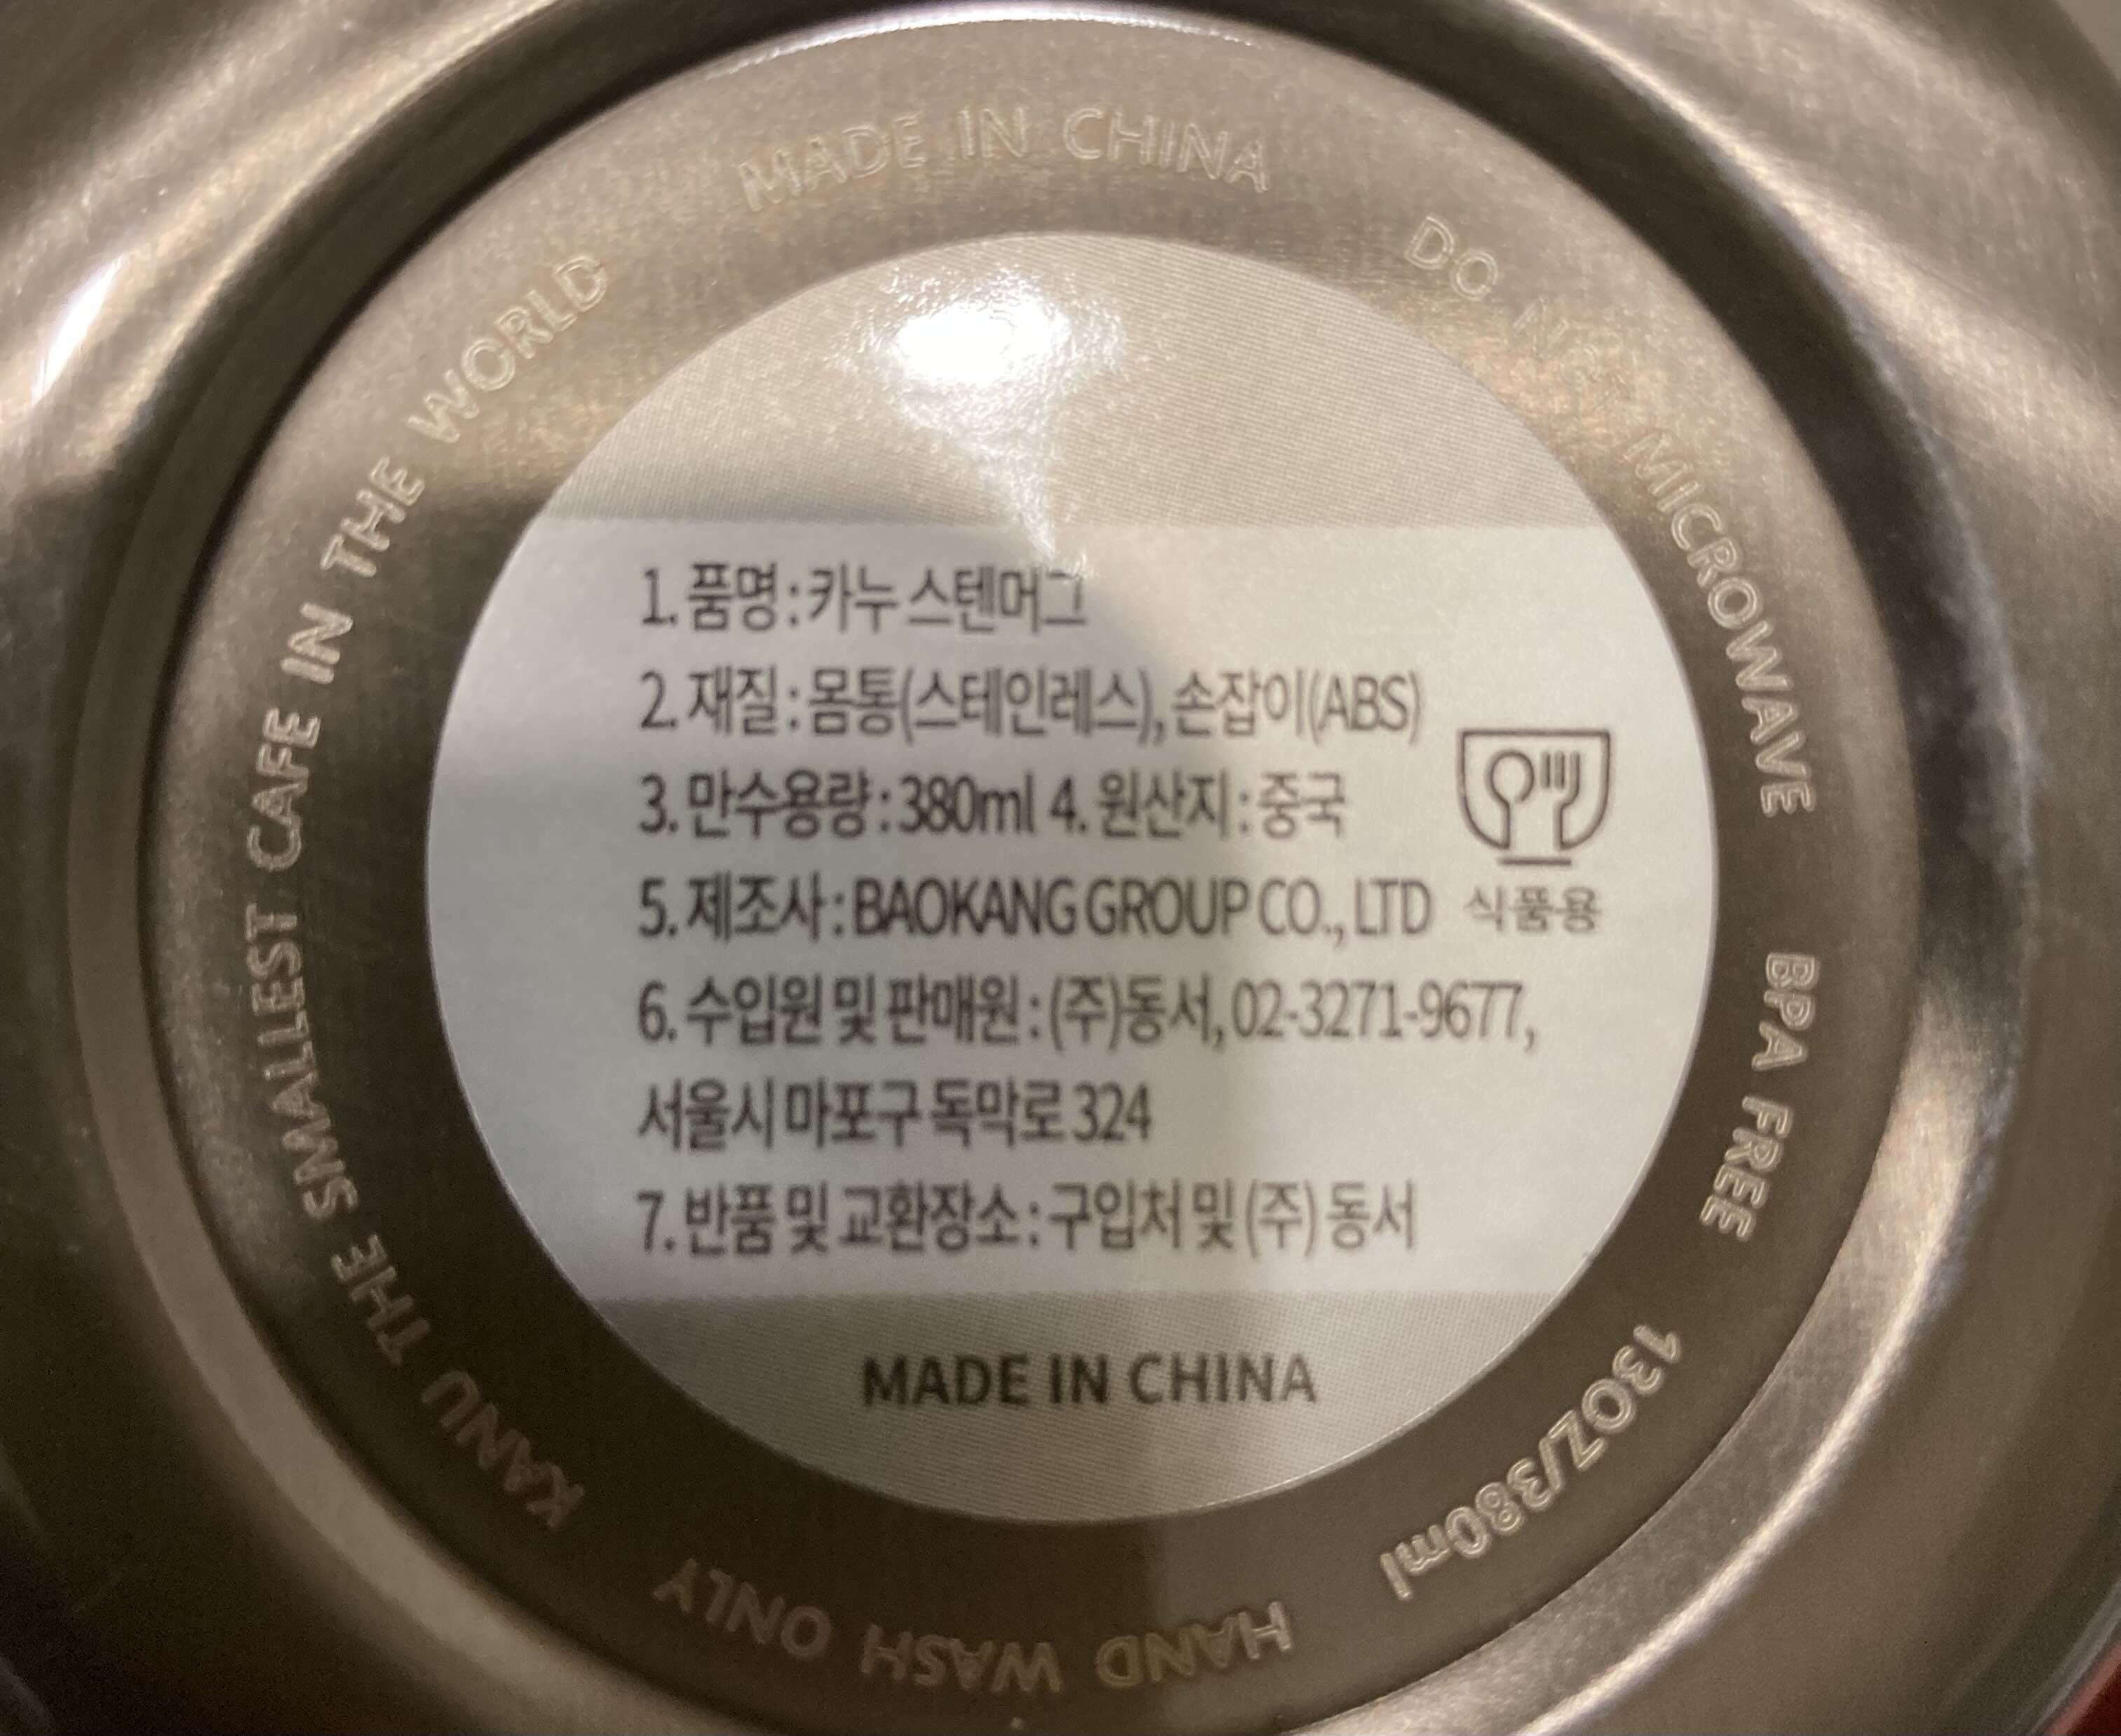 MADE IN CHINA
DO NOT MICROWAVE
BPA FREE
13OZ/380ml
HAND WASH ONLY
KANU THE SMALLEST CAFE IN THE WORLD
1. 품명 : 카누 스텐머그
2. 재질 : 몸통(스테인레스), 손잡이(ABS)
3. 만수용량 : 380ml 4. 원산지 : 중국
5. 제조사 : BAOKANG GROUP CO., LTD
식품용
6. 수입원 및 판매원 : (주)동서, 02-3271-9677,
서울시 마포구 독막로 324
7. 반품 및 교환장소 : 구입처 및 (주) 동서
MADE IN CHINA